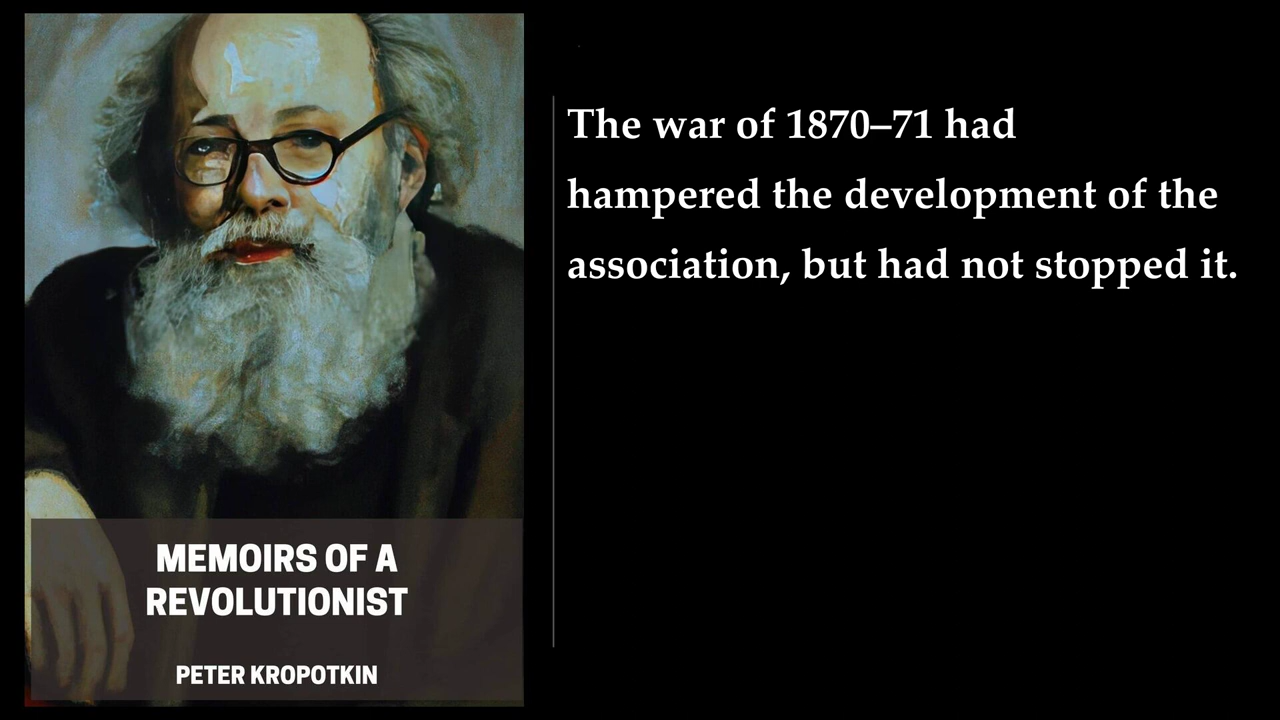 The war of 1870–71 had
hampered the development of the
association, but had not stopped it.
MEMOIRS OF A
REVOLUTIONIST
PETER KROPOTKIN